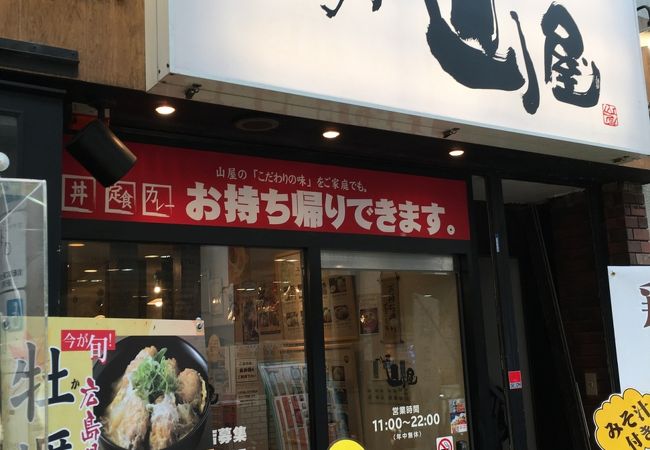 山屋
山屋の「こだわりの味」をご家庭でも。
丼 定食 カレー お持ち帰りできます。
今が旬!
牡
か
広島
山屋
営業時間
11:00〜22:00
(年中無休)
募集
みそ汁
付き